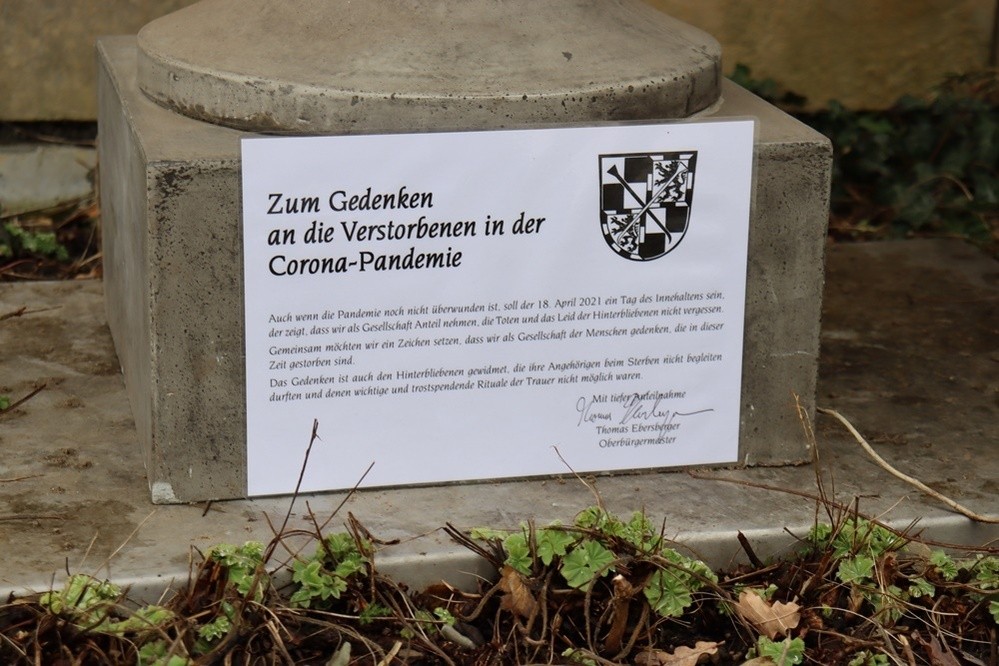 Zum Gedenken
an die Verstorbenen in der
Corona-Pandemie
Auch wenn die Pandemie noch nicht überwunden ist, soll der 18. April 2021 ein Tag des Innehaltens sein,
der zeigt, dass wir als Gesellschaft Anteil nehmen, die Toten und das Leid der Hinterbliebenen nicht vergessen.
Gemeinsam möchten wir ein Zeichen setzen, dass wir als Gesellschaft der Menschen gedenken, die in dieser
Zeit gestorben sind.
Das Gedenken ist auch den Hinterbliebenen gewidmet, die ihre Angehörigen beim Sterben nicht begleiten
durften und denen wichtige und trostspendende Rituale der Trauer nicht möglich waren.
Mit tiefer Anteilnahme
Thomas Ebersberger
Oberbürgermeister